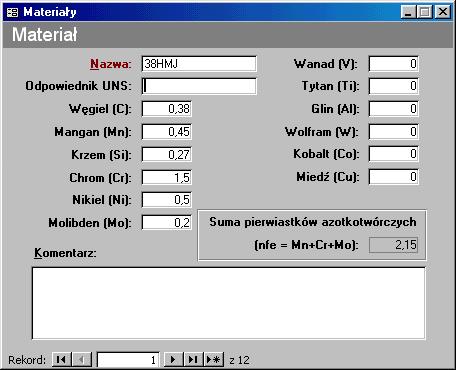 Materiały
Materiał
Nazwa: 38HMJ
Odpowiednik UNS:
Węgiel (C): 0,38
Mangan (Mn): 0,45
Krzem (Si): 0,27
Chrom (Cr): 1,5
Nikiel (Ni): 0,5
Molibden (Mo): 0,2
Wanad (V): 0
Tytan (Ti): 0
Glin (Al): 0
Wolfram (W): 0
Kobalt (Co): 0
Miedź (Cu): 0
Suma pierwiastków azotkotwórczych
(nfe = Mn+Cr+Mo): 2,15
Komentarz:
Rekord: 1 z 12